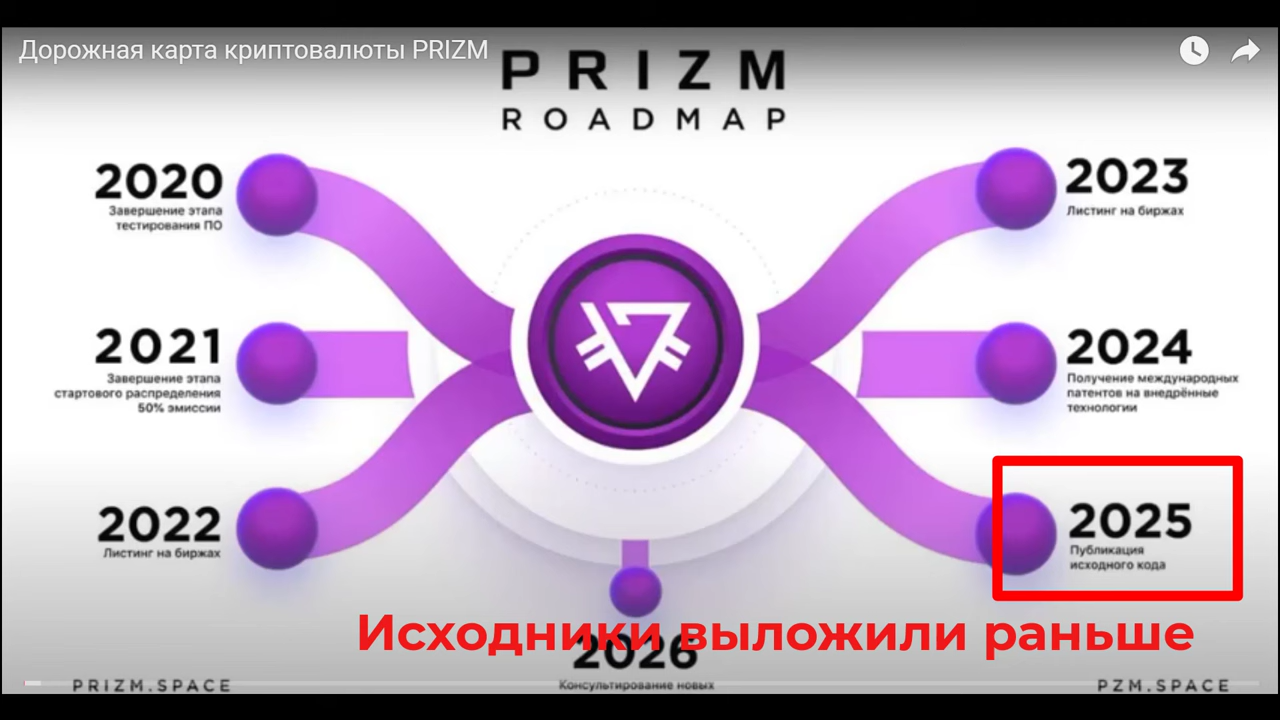 Дорожная карта криптовалюты PRIZM
PRIZM
ROADMAP
2020
Завершение этапа
тестирования ПО
2021
Завершение этапа
стартового распределения
50% эмиссии
2022
Листинг на биржах
2023
Листинг на биржах
2024
Получение международных
патентов на внедрённые
технологии
2025
Публикация
исходного кода
Исходники выложили раньше
2026
Консультирование новых
PRIZM.SPACE
PZM.SPACE